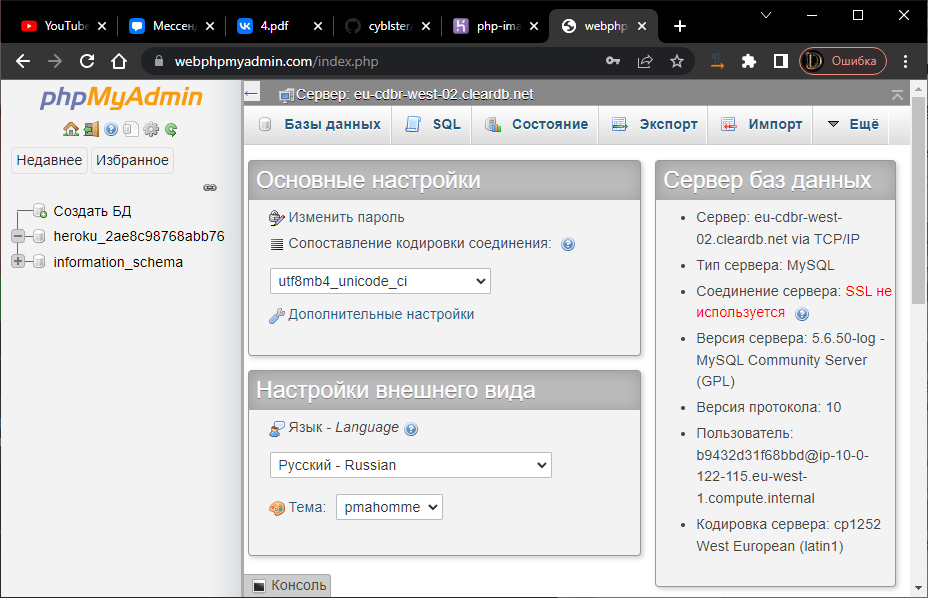 YouTube
Мессен
4.pdf
cyblster/
php-ima
webphp
webphpmyadmin.com/index.php
Ошибка
phpMyAdmin
Недавнее
Избранное
Создать БД
heroku_2ae8c98768abb76
information_schema
Сервер: eu-cdbr-west-02.cleardb.net
Базы данных
SQL
Состояние
Экспорт
Импорт
Ещё
Основные настройки
Изменить пароль
Сопоставление кодировки соединения:
utf8mb4_unicode_ci
Дополнительные настройки
Настройки внешнего вида
Язык - Language
Русский - Russian
Тема: pmahomme
Консоль
Сервер баз данных
Сервер: eu-cdbr-west-
02.cleardb.net via TCP/IP
Тип сервера: MySQL
Соединение сервера: SSL не
используется
Версия сервера: 5.6.50-log -
MySQL Community Server
(GPL)
Версия протокола: 10
Пользователь:
b9432d31f68bbd@ip-10-0-
122-115.eu-west-
1.compute.internal
Кодировка сервера: cp1252
West European (latin1)